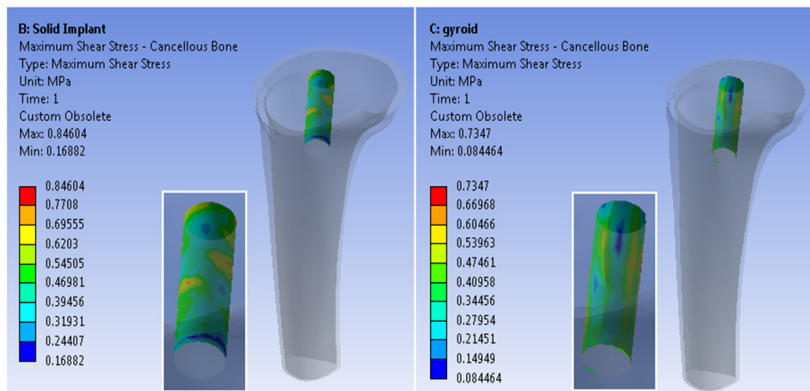 B: Solid Implant
Maximum Shear Stress - Cancellous Bone
Type: Maximum Shear Stress
Unit: MPa
Time: 1
Custom Obsolete
Max: 0.84604
Min: 0.16882
0.84604
0.7708
0.69555
0.6203
0.54505
0.46981
0.39456
0.31931
0.24407
0.16882
C: gyroid
Maximum Shear Stress - Cancellous Bone
Type: Maximum Shear Stress
Unit: MPa
Time: 1
Custom Obsolete
Max: 0.7347
Min: 0.084464
0.7347
0.66968
0.60466
0.53963
0.47461
0.40958
0.34456
0.27954
0.21451
0.14949
0.084464